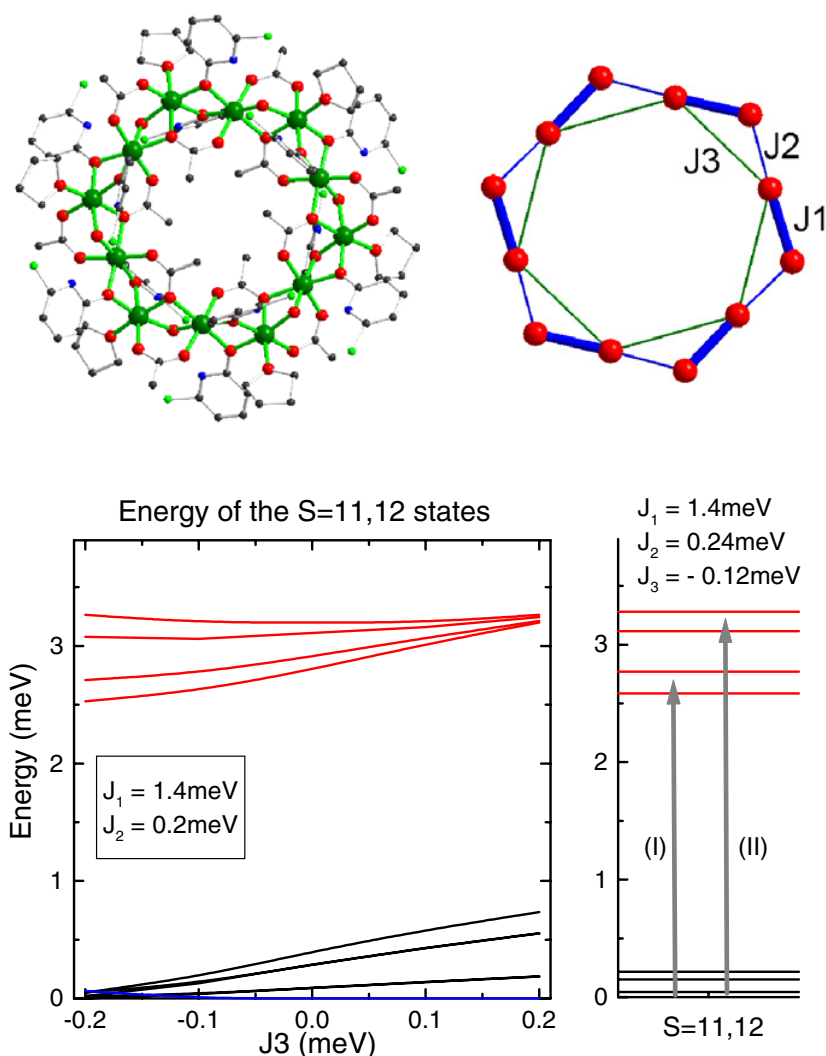 J3
J2
J1
Energy of the S=11,12 states
J₁ = 1.4meV
J₂ = 0.24meV
J₃ = - 0.12meV
Energy (meV)
3
2
1
0
J₁ = 1.4meV
J₂ = 0.2meV
-0.2 -0.1 0.0 0.1 0.2
J3 (meV)
3
2
1
0
(I)
(II)
S=11,12